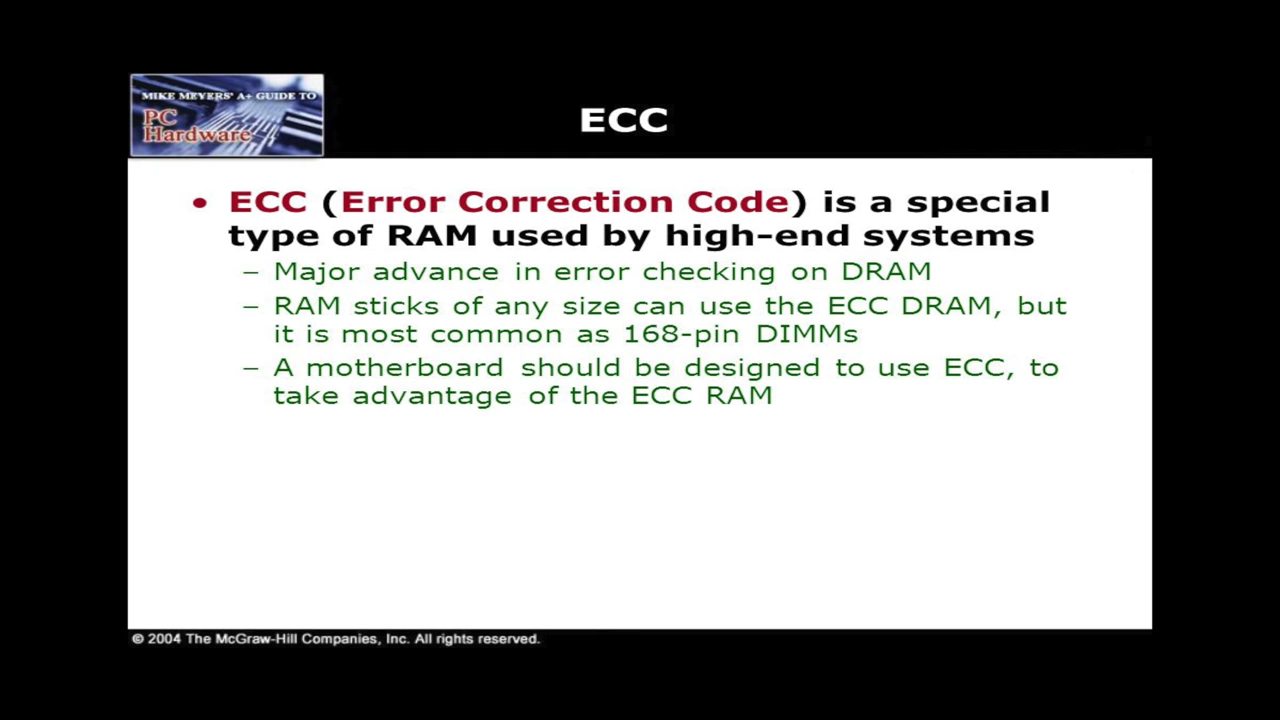 MIKE MEYERS' A+ GUIDE TO
PC
Hardware
ECC
• ECC (Error Correction Code) is a special
type of RAM used by high-end systems
– Major advance in error checking on DRAM
– RAM sticks of any size can use the ECC DRAM, but
it is most common as 168-pin DIMMs
– A motherboard should be designed to use ECC, to
take advantage of the ECC RAM
© 2004 The McGraw-Hill Companies, Inc. All rights reserved.